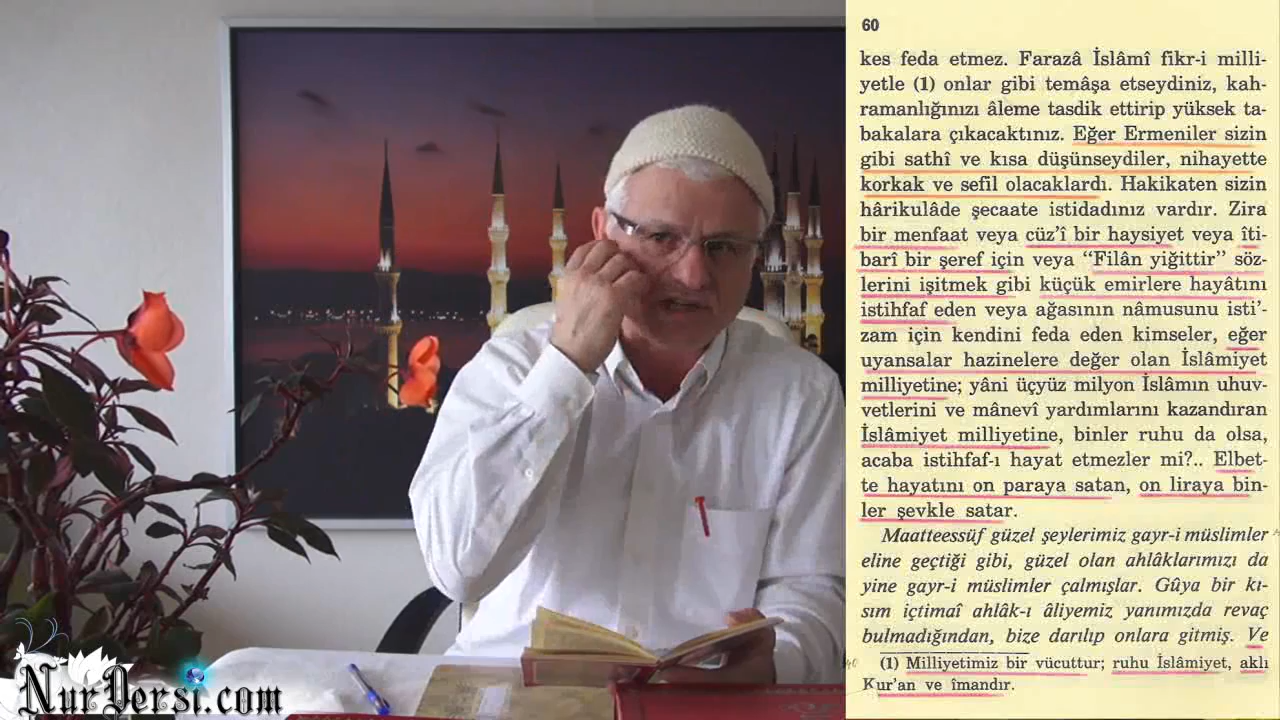 60
kes feda etmez. Farazâ İslâmî fikr-i milli-
yetle (1) onlar gibi temâşa etseydiniz, kah-
ramanlığınızı âleme tasdik ettirip yüksek ta-
bakalara çıkacaktınız. Eğer Ermeniler sizin
gibi sathî ve kısa düşünseydiler, nihayette
korkak ve sefil olacaklardı. Hakikaten sizin
hârikulâde şecaate istidadınız vardır. Zira
bir menfaat veya cüz'î bir haysiyet veya îti-
barî bir şeref için veya “Filân yiğittir” söz-
lerini işitmek gibi küçük emirlere hayâtını
istihfaf eden veya ağasının nâmusunu isti'-
zam için kendini feda eden kimseler, eğer
uyansalar hazinelere değer olan İslâmiyet
milliyetine; yâni üçyüz milyon İslâmın uhuv-
vetlerini ve mânevî yardımlarını kazandıran
İslâmiyet milliyetine, binler ruhu da olsa,
acaba istihfaf-ı hayat etmezler mi?.. Elbet-
te hayatını on paraya satan, on liraya bin-
ler şevkle satar.
Maatteessüf güzel şeylerimiz gayr-i müslimler
eline geçtiği gibi, güzel olan ahlâklarımızı da
yine gayr-i müslimler çalmışlar. Gûya bir kı-
sım içtimaî ahlâk-ı âliyemiz yanımızda revaç
bulmadığından, bize darılıp onlara gitmiş. Ve
(1) Milliyetimiz bir vücuttur; ruhu İslâmiyet, aklı
Kur'an ve îmandır.
NurDersi.com